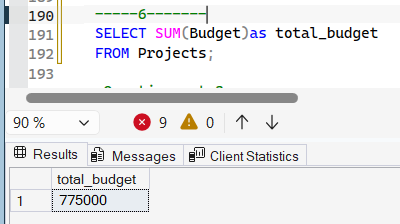 190 -----6-------
191 SELECT SUM(Budget)as total_budget
192 FROM Projects;
193
90 %
9
0
Results
Messages
Client Statistics
total_budget
1 775000